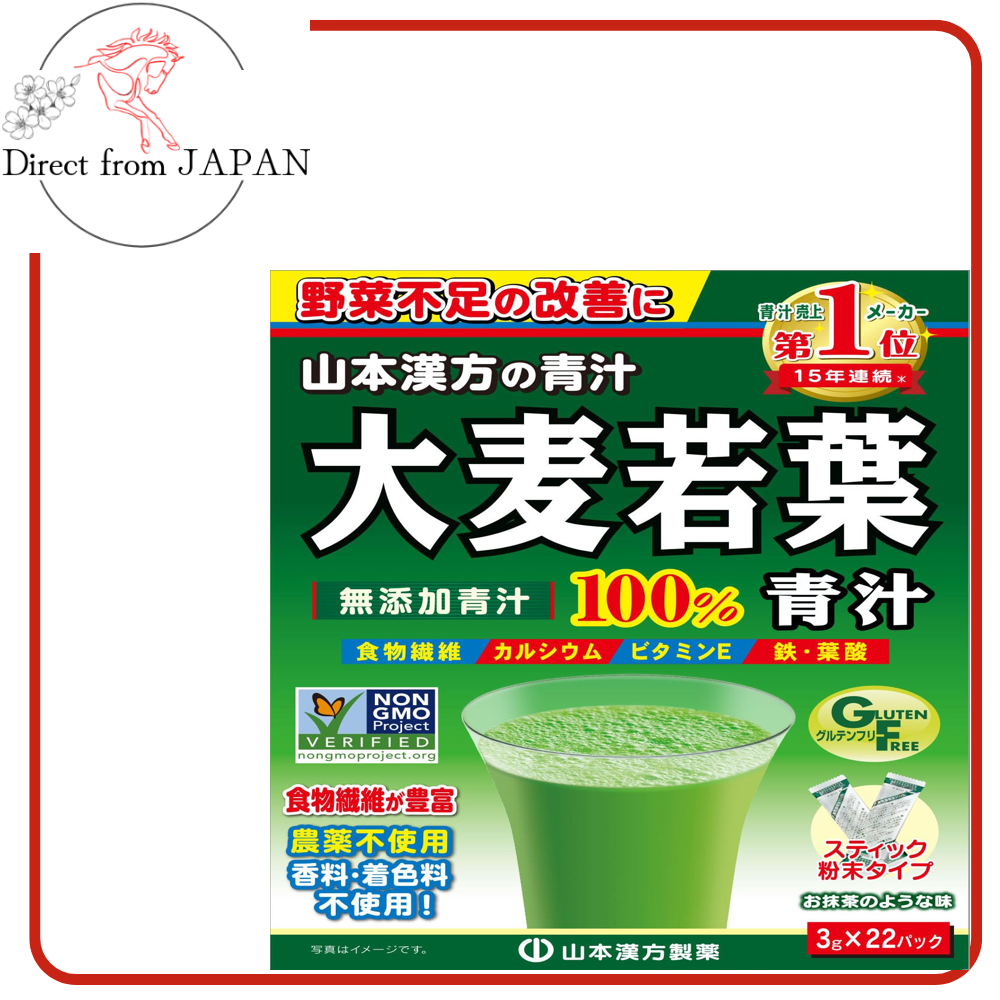 Direct from JAPAN
野菜不足の改善に
青汁売上
メーカー
第1位
15年連続*
山本漢方の青汁
大麦若葉
無添加青汁
100%
青汁
食物繊維
カルシウム
ビタミンE
鉄・葉酸
NON
GMO
Project
VERIFIED
nongmoproject.org
GLUTEN
グルテンフリー
FREE
食物繊維が豊富
農薬不使用
香料・着色料
不使用！
スティック
粉末タイプ
お抹茶のような味
3g×22パック
写真はイメージです。
山本漢方製薬